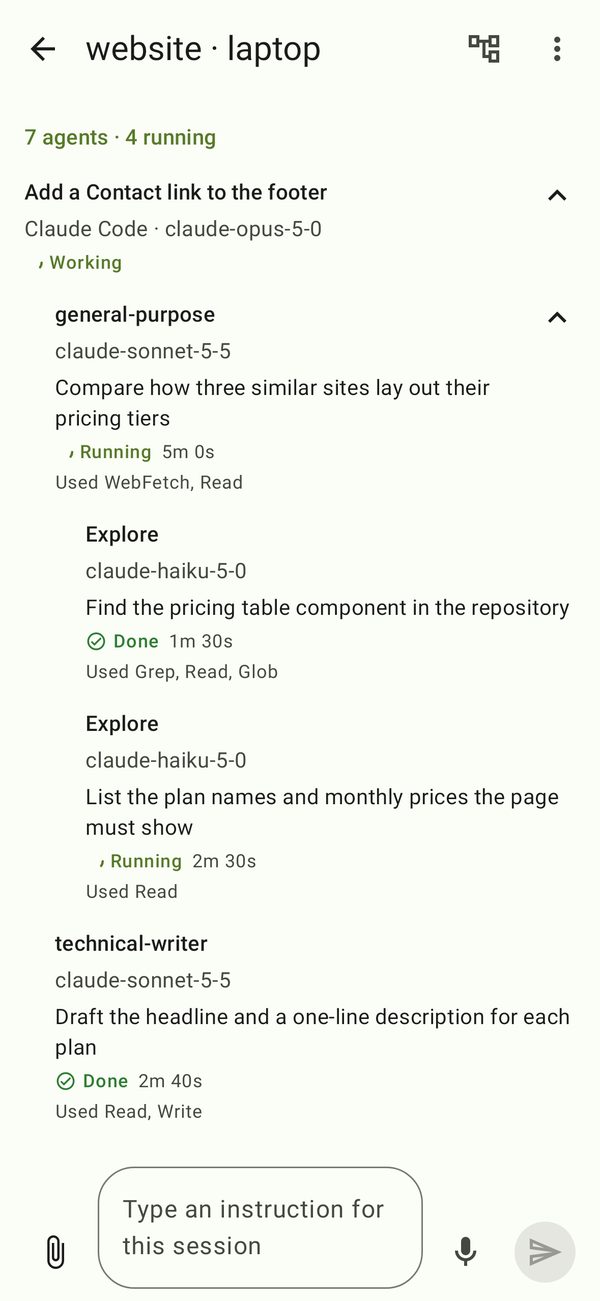 website · laptop
7 agents · 4 running
Add a Contact link to the footer
Claude Code · claude-opus-5-0
Working
general-purpose
claude-sonnet-5-5
Compare how three similar sites lay out their
pricing tiers
Running 5m 0s
Used WebFetch, Read
Explore
claude-haiku-5-0
Find the pricing table component in the repository
Done 1m 30s
Used Grep, Read, Glob
Explore
claude-haiku-5-0
List the plan names and monthly prices the page
must show
Running 2m 30s
Used Read
technical-writer
claude-sonnet-5-5
Draft the headline and a one-line description for each
plan
Done 2m 40s
Used Read, Write
Type an instruction for
this session